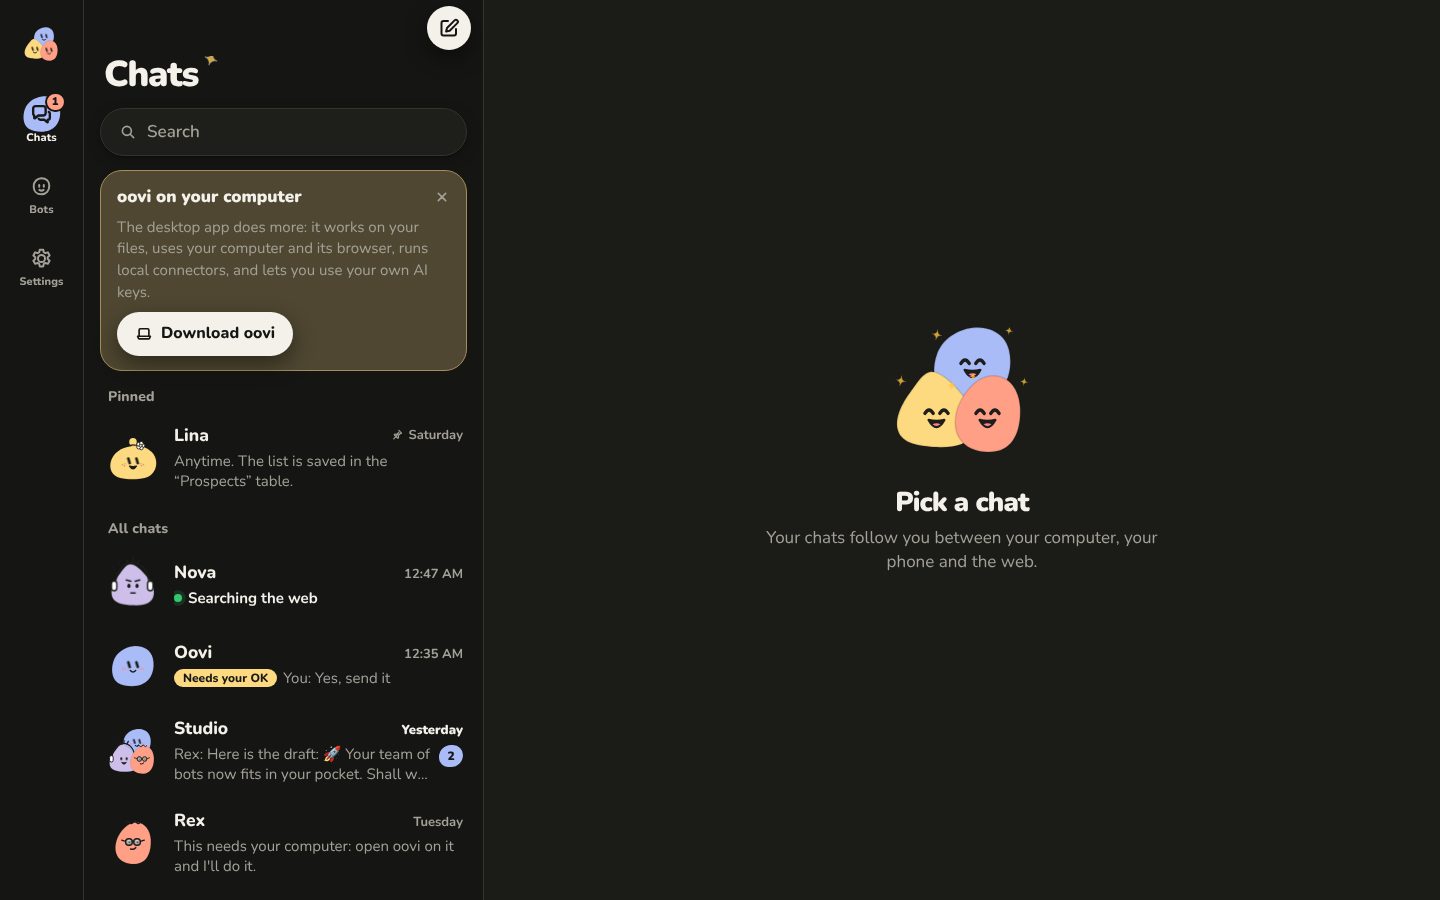 Chats
Search
oovi on your computer
The desktop app does more: it works on your
files, uses your computer and its browser, runs
local connectors, and lets you use your own AI
keys.
Download oovi
1
Chats
Bots
Settings
Pinned
Lina
Saturday
Anytime. The list is saved in the
“Prospects” table.
All chats
Nova
12:47 AM
Searching the web
Oovi
12:35 AM
Needs your OK You: Yes, send it
Studio
Yesterday
Rex: Here is the draft: 🚀 Your team of
bots now fits in your pocket. Shall w...
2
Rex
Tuesday
This needs your computer: open oovi on it
and I'll do it.
Pick a chat
Your chats follow you between your computer, your
phone and the web.